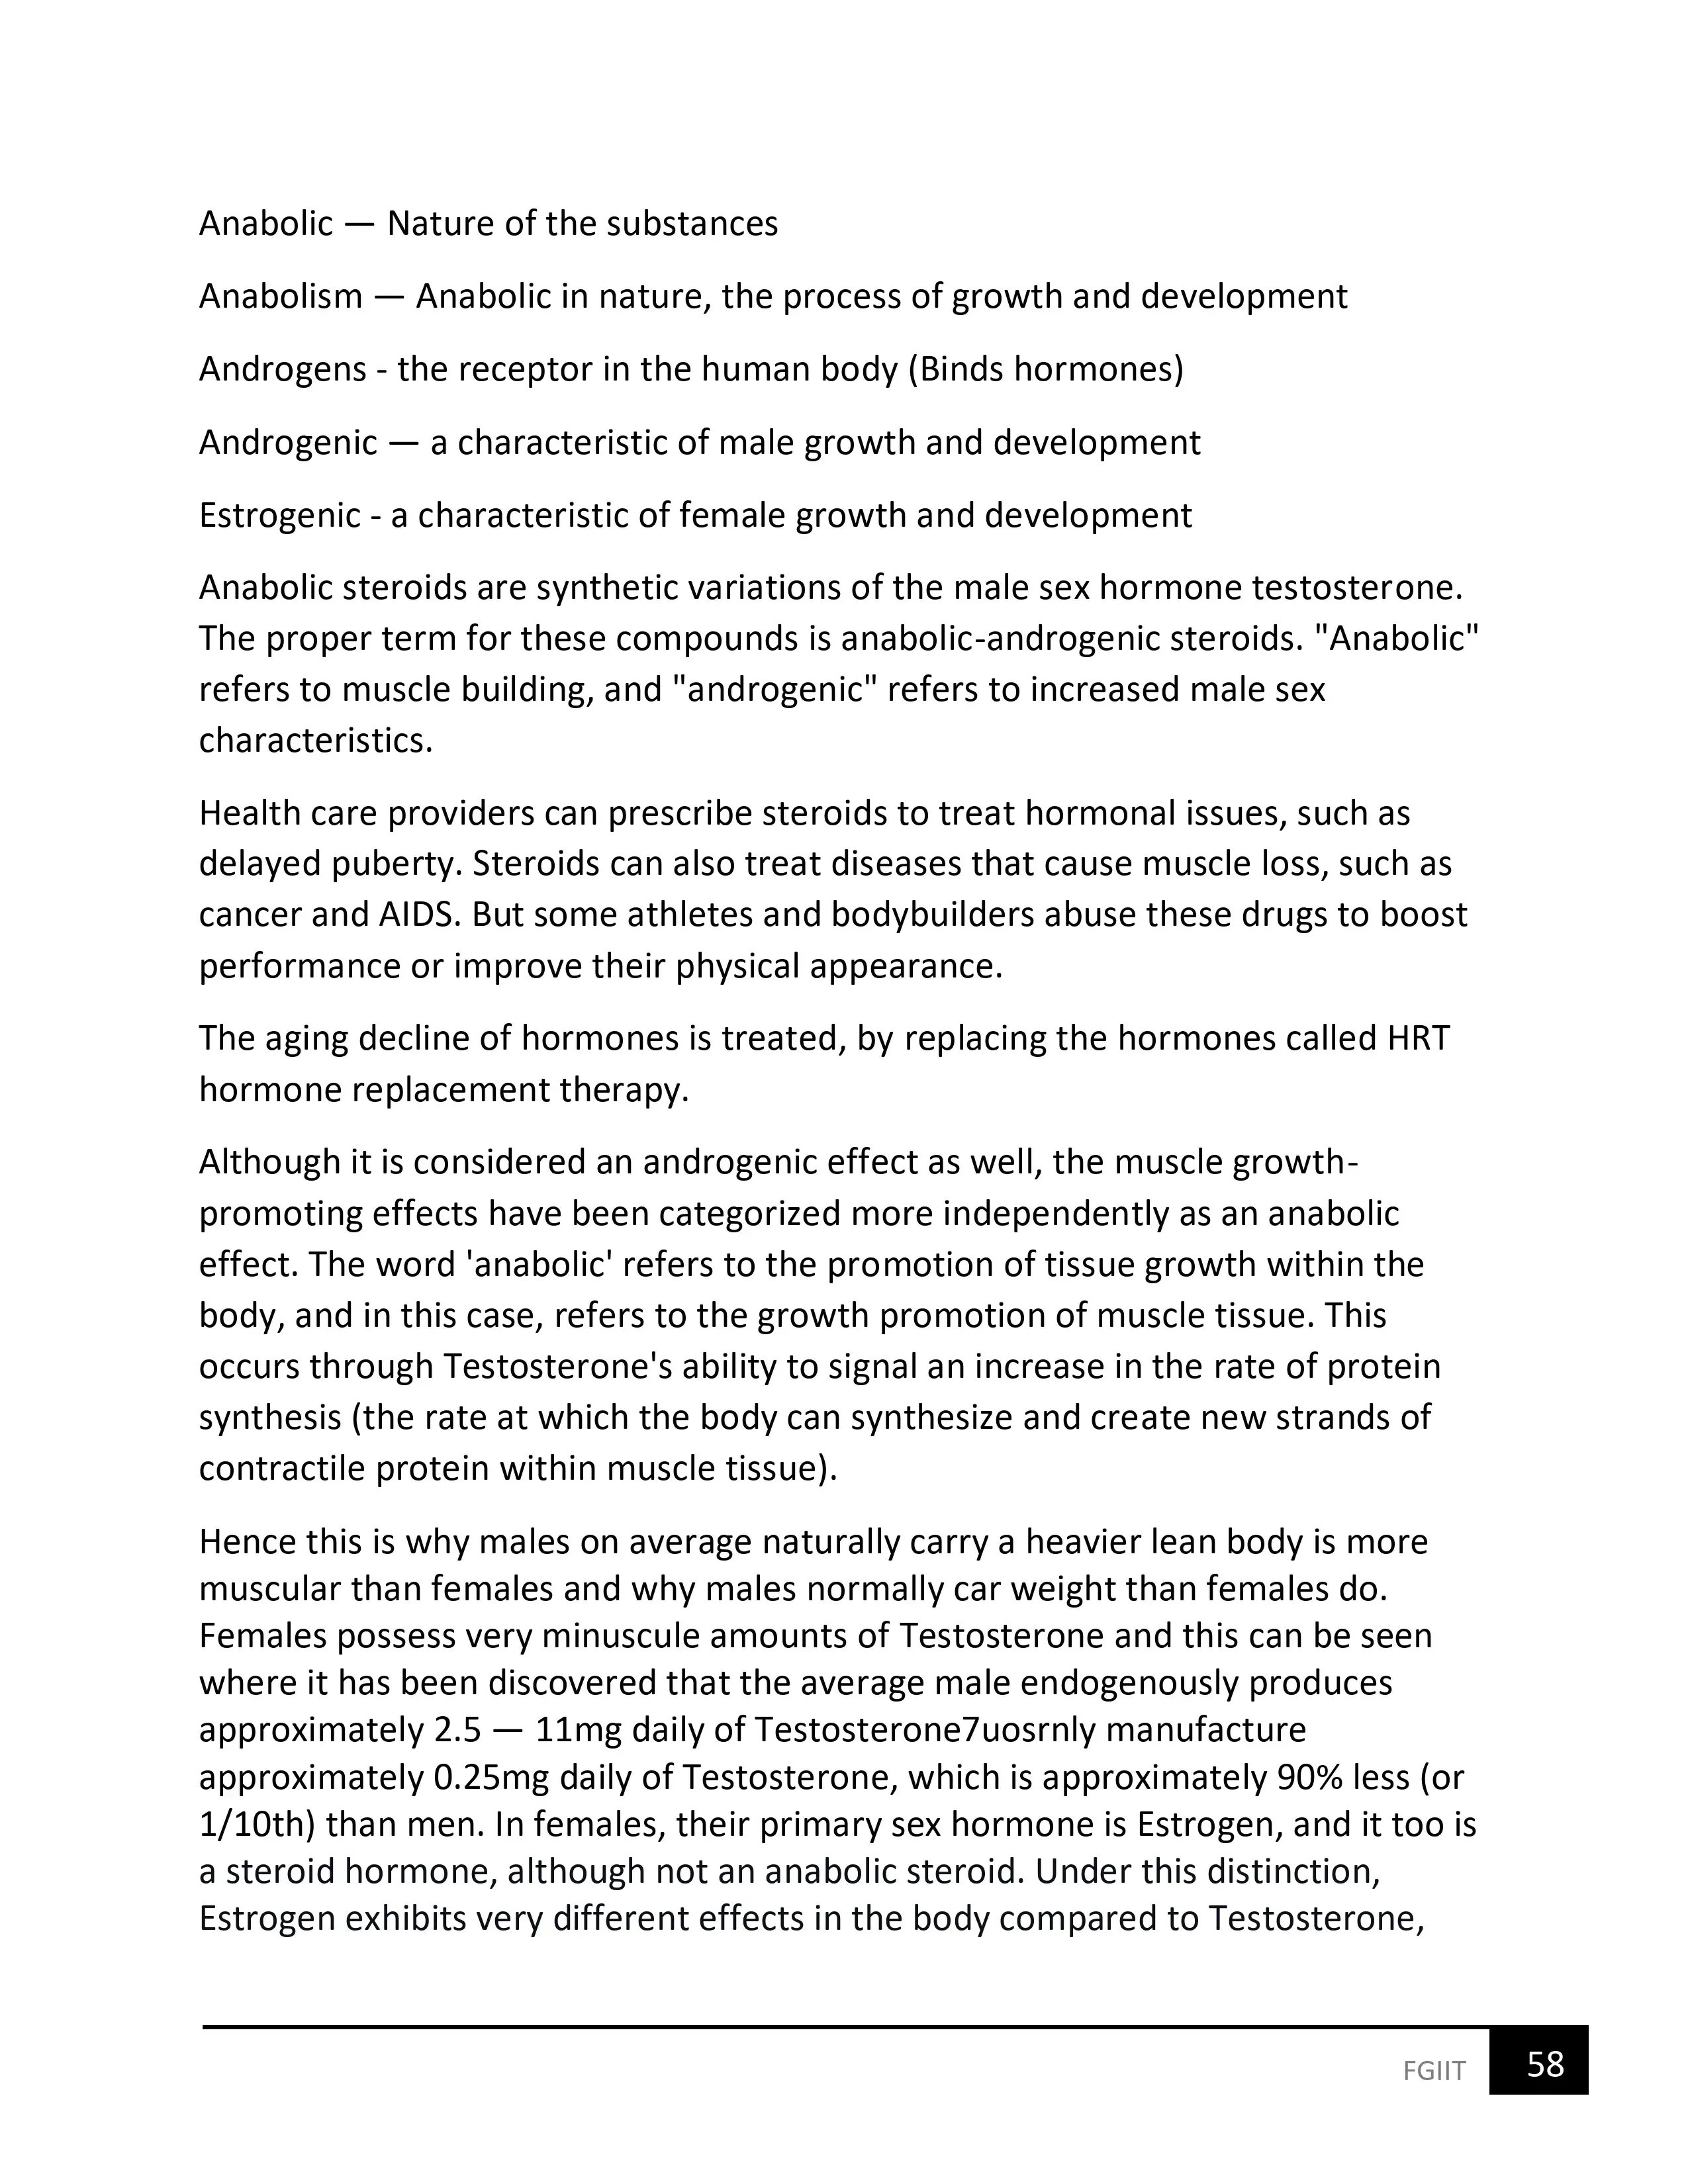 Anabolic — Nature of the substances
Anabolism — Anabolic in nature, the process of growth and development
Androgens - the receptor in the human body (Binds hormones)
Androgenic — a characteristic of male growth and development
Estrogenic - a characteristic of female growth and development
Anabolic steroids are synthetic variations of the male sex hormone testosterone.
The proper term for these compounds is anabolic-androgenic steroids. "Anabolic"
refers to muscle building, and "androgenic" refers to increased male sex
characteristics.
Health care providers can prescribe steroids to treat hormonal issues, such as
delayed puberty. Steroids can also treat diseases that cause muscle loss, such as
cancer and AIDS. But some athletes and bodybuilders abuse these drugs to boost
performance or improve their physical appearance.
The aging decline of hormones is treated, by replacing the hormones called HRT
hormone replacement therapy.
Although it is considered an androgenic effect as well, the muscle growth-
promoting effects have been categorized more independently as an anabolic
effect. The word 'anabolic' refers to the promotion of tissue growth within the
body, and in this case, refers to the growth promotion of muscle tissue. This
occurs through Testosterone's ability to signal an increase in the rate of protein
synthesis (the rate at which the body can synthesize and create new strands of
contractile protein within muscle tissue).
Hence this is why males on average naturally carry a heavier lean body is more
muscular than females and why males normally car weight than females do.
Females possess very minuscule amounts of Testosterone and this can be seen
where it has been discovered that the average male endogenously produces
approximately 2.5 — 11mg daily of Testosterone7uosrnly manufacture
approximately 0.25mg daily of Testosterone, which is approximately 90% less (or
1/10th) than men. In females, their primary sex hormone is Estrogen, and it too is
a steroid hormone, although not an anabolic steroid. Under this distinction,
Estrogen exhibits very different effects in the body compared to Testosterone,
FGIIT 58